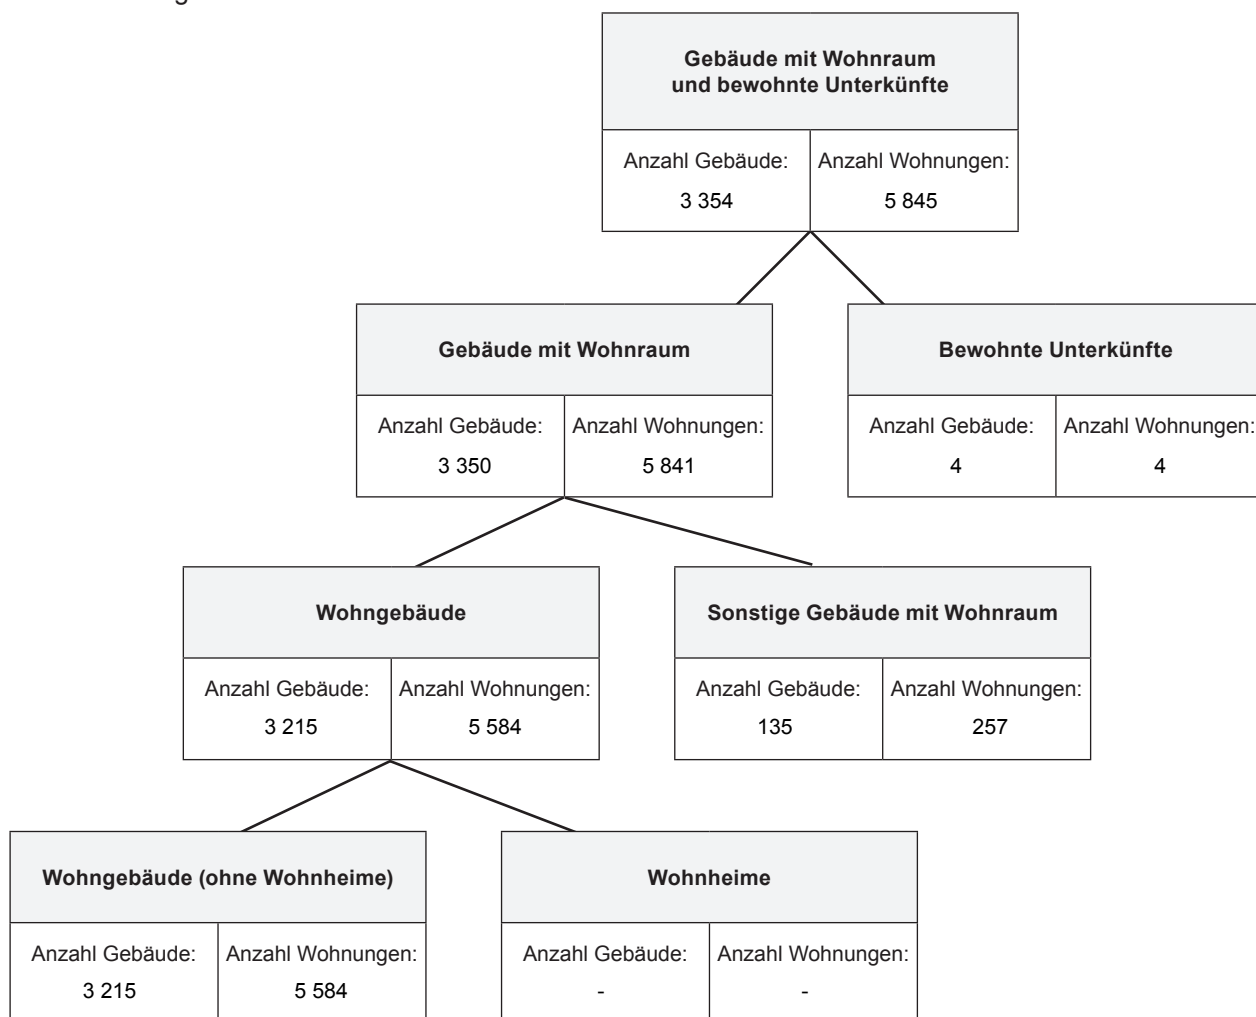 Gebäude mit Wohnraum
und bewohnte Unterkünfte
Anzahl Gebäude: Anzahl Wohnungen:
3 354 5 845
Gebäude mit Wohnraum Bewohnte Unterkünfte
Anzahl Gebäude: Anzahl Wohnungen: Anzahl Gebäude: Anzahl Wohnungen:
3 350 5 841 4 4
Wohngebäude Sonstige Gebäude mit Wohnraum
Anzahl Gebäude: Anzahl Wohnungen: Anzahl Gebäude: Anzahl Wohnungen:
3 215 5 584 135 257
Wohngebäude (ohne Wohnheime) Wohnheime
Anzahl Gebäude: Anzahl Wohnungen: Anzahl Gebäude: Anzahl Wohnungen:
3 215 5 584 - -